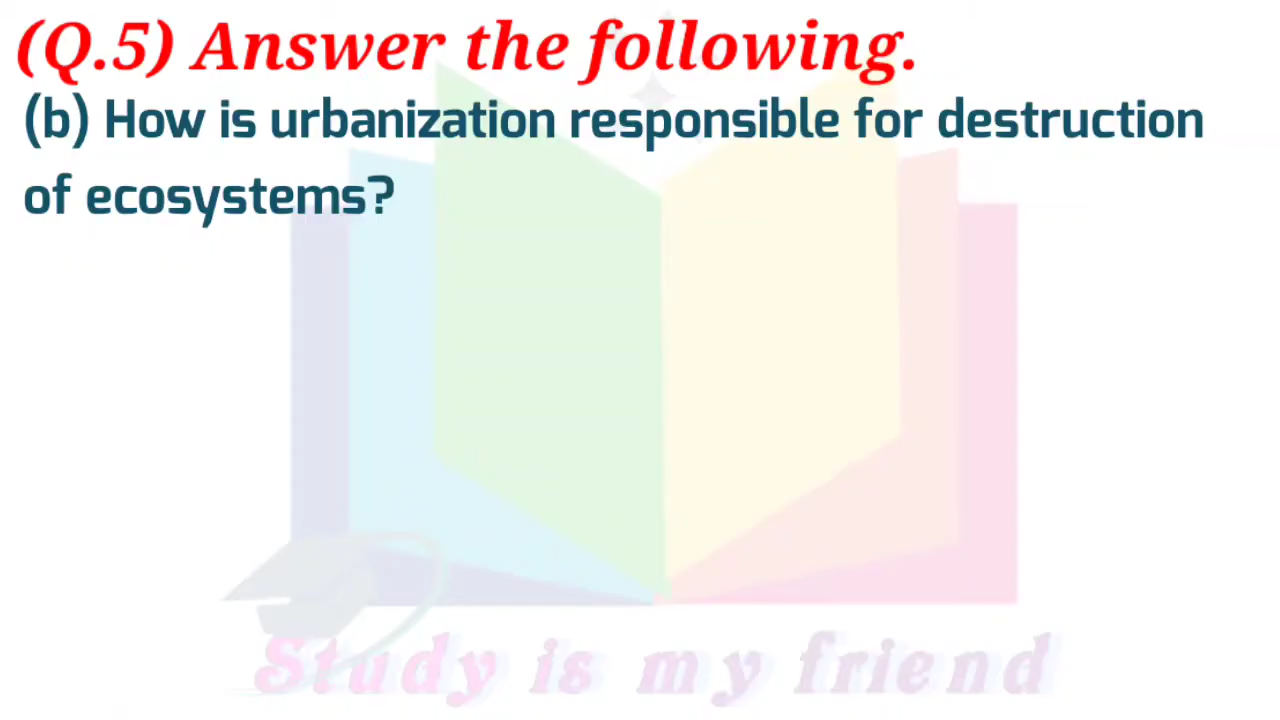 (Q.5) Answer the following.
(b) How is urbanization responsible for destruction
of ecosystems?
Study is my friend